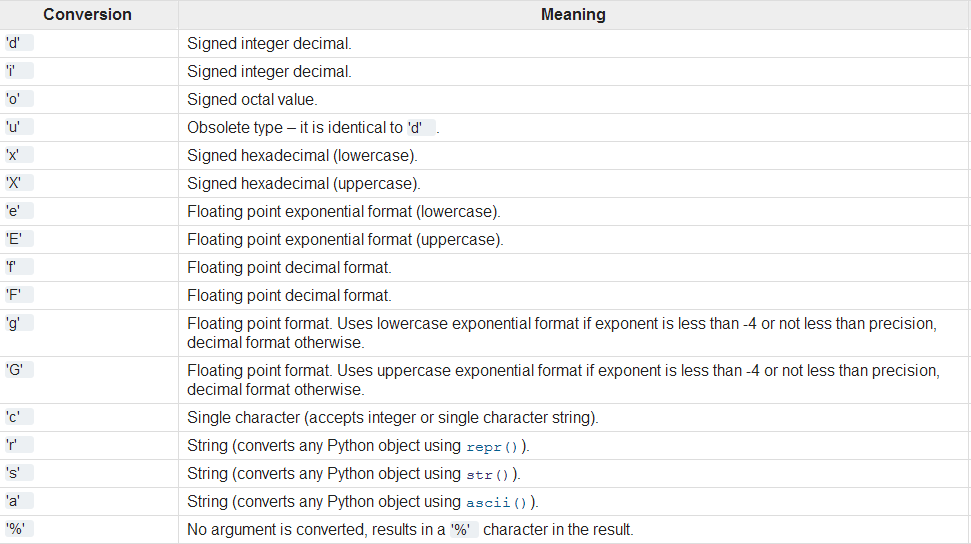 Conversion Meaning
'd' Signed integer decimal.
'i' Signed integer decimal.
'o' Signed octal value.
'u' Obsolete type – it is identical to 'd' .
'x' Signed hexadecimal (lowercase).
'X' Signed hexadecimal (uppercase).
'e' Floating point exponential format (lowercase).
'E' Floating point exponential format (uppercase).
'f' Floating point decimal format.
'F' Floating point decimal format.
'g' Floating point format. Uses lowercase exponential format if exponent is less than -4 or not less than precision,
decimal format otherwise.
'G' Floating point format. Uses uppercase exponential format if exponent is less than -4 or not less than precision,
decimal format otherwise.
'c' Single character (accepts integer or single character string).
'r' String (converts any Python object using repr()).
's' String (converts any Python object using str()).
'a' String (converts any Python object using ascii()).
'%' No argument is converted, results in a '%' character in the result.